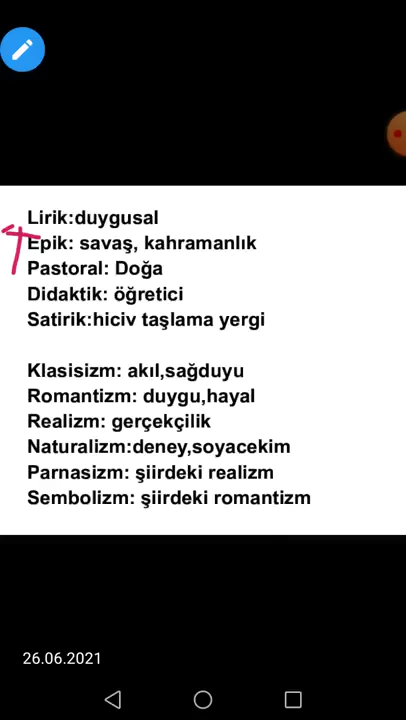 Lirik:duygusal
Epik: savaş, kahramanlık
Pastoral: Doğa
Didaktik: öğretici
Satirik:hiciv taşlama yergi
Klasisizm: akıl,sağduyu
Romantizm: duygu,hayal
Realizm: gerçekçilik
Naturalizm:deney,soyacekim
Parnasizm: şiirdeki realizm
Sembolizm: şiirdeki romantizm
26.06.2021